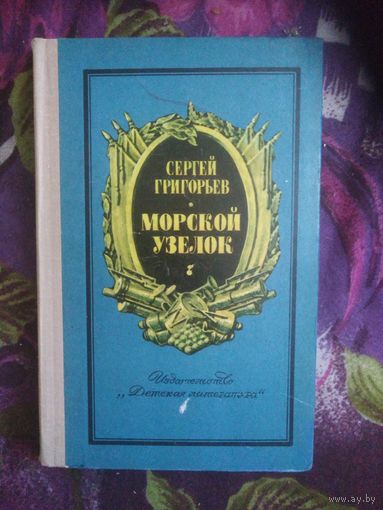 СЕРГЕЙ
ГРИГОРЬЕВ
МОРСКОЙ
УЗЕЛОК
Издательство
„Детская литература“
www.ay.by